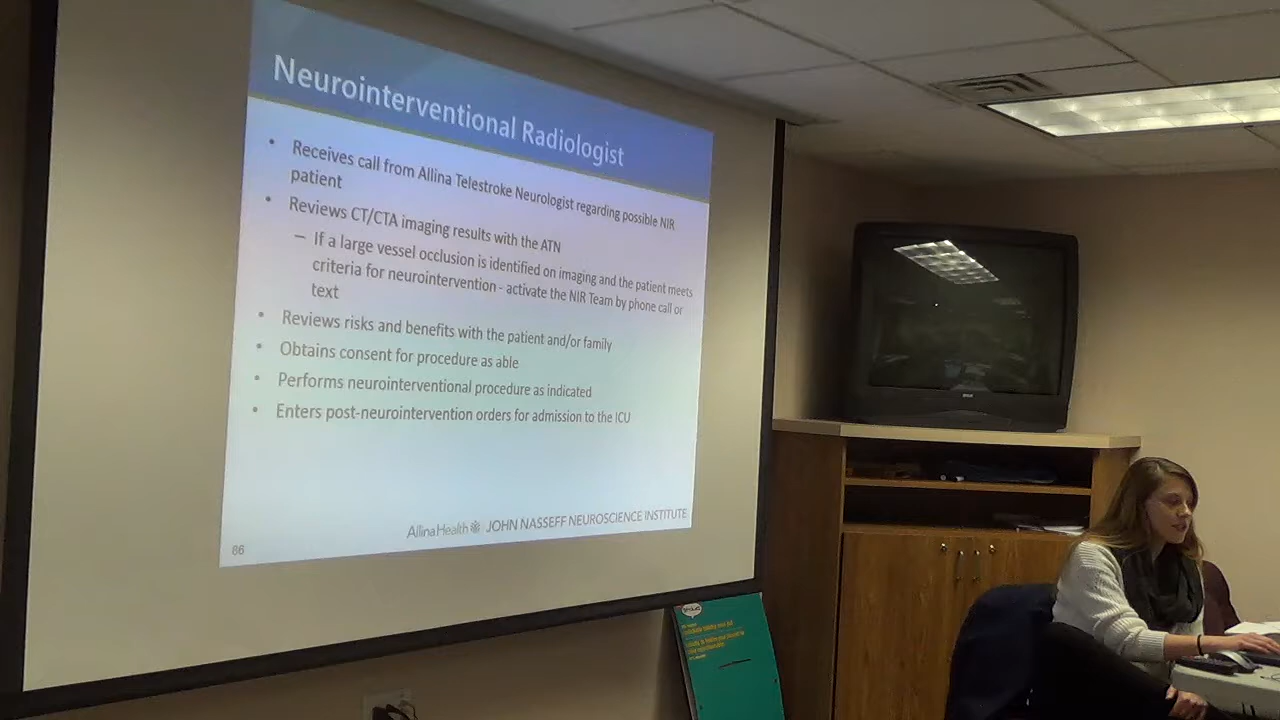 Neurointerventional Radiologist
• Receives call from Allina Telestroke Neurologist regarding possible NIR
patient
• Reviews CT/CTA imaging results with the ATN
– If a large vessel occlusion is identified on imaging and the patient meets
criteria for neurointervention - activate the NIR Team by phone call or
text
• Reviews risks and benefits with the patient and/or family
• Obtains consent for procedure as able
• Performs neurointerventional procedure as indicated
• Enters post-neurointervention orders for admission to the ICU
AllinaHealth JOHN NASSEFF NEUROSCIENCE INSTITUTE
66